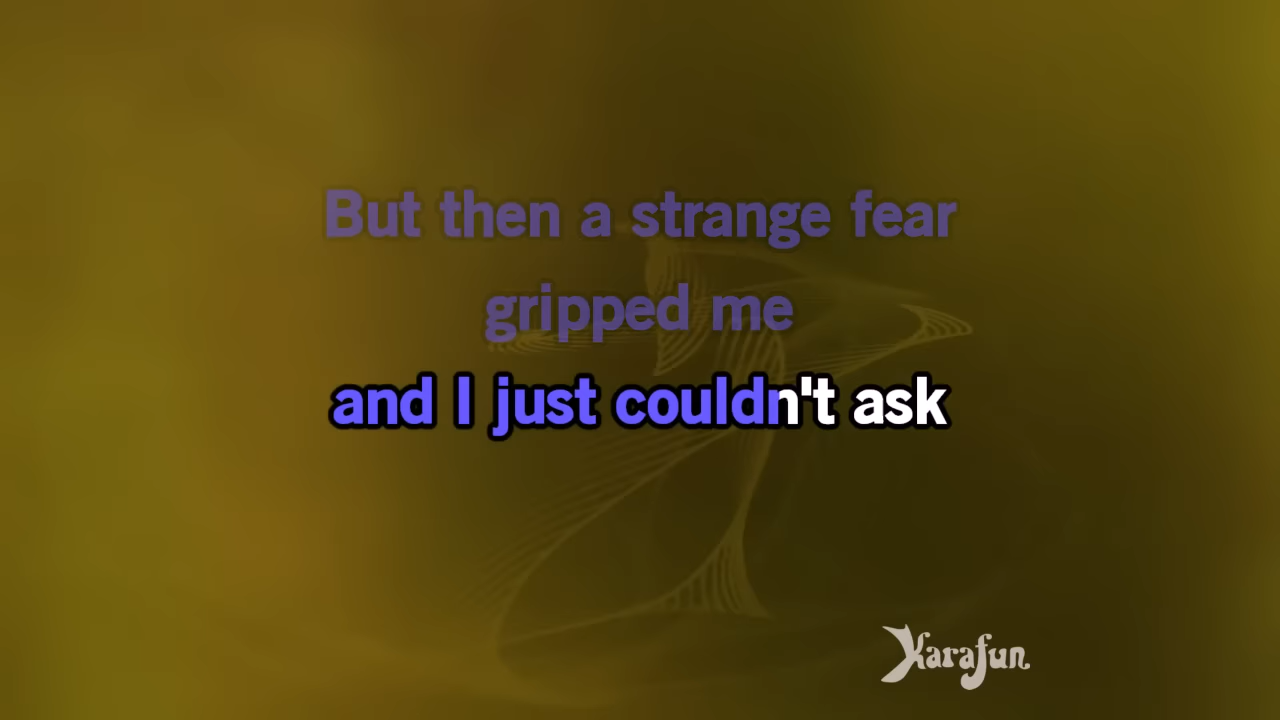 But then a strange fear
gripped me
and I just couldn't ask
Karafun